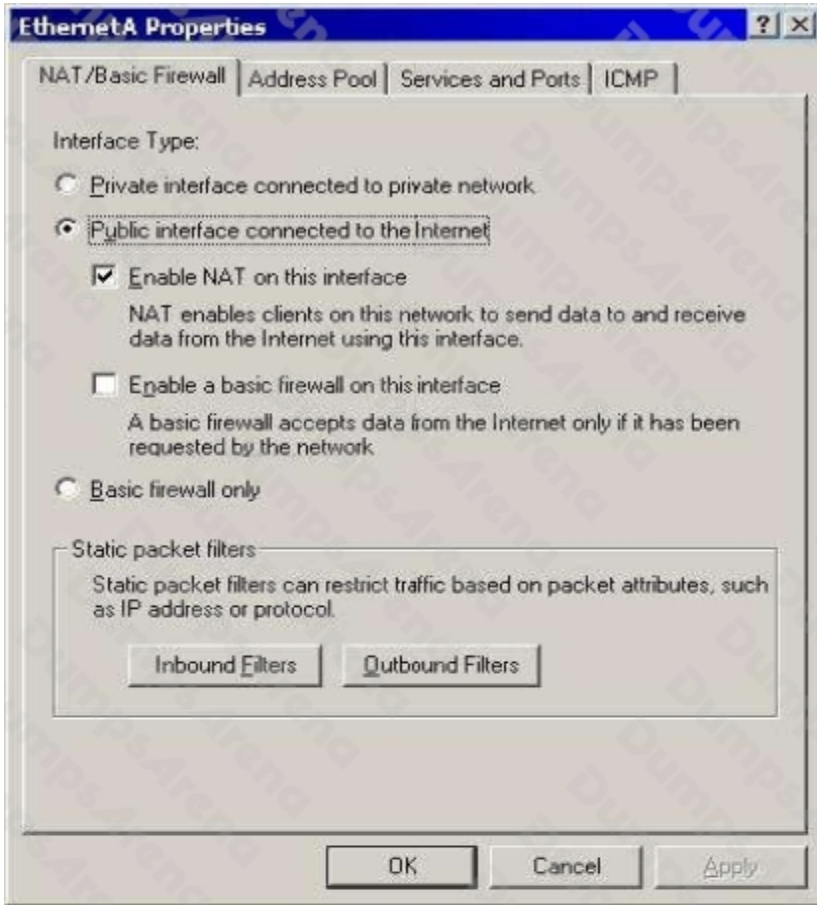 EthernetA Properties
NAT/Basic Firewall Address Pool Services and Ports ICMP
Interface Type:
Private interface connected to private network
Public interface connected to the Internet
Enable NAT on this interface
NAT enables clients on this network to send data to and receive
data from the Internet using this interface.
Enable a basic firewall on this interface
A basic firewall accepts data from the Internet only if it has been
requested by the network
Basic firewall only
Static packet filters
Static packet filters can restrict traffic based on packet attributes, such
as IP address or protocol.
Inbound Filters Outbound Filters
OK Cancel Apply
DumpsArena